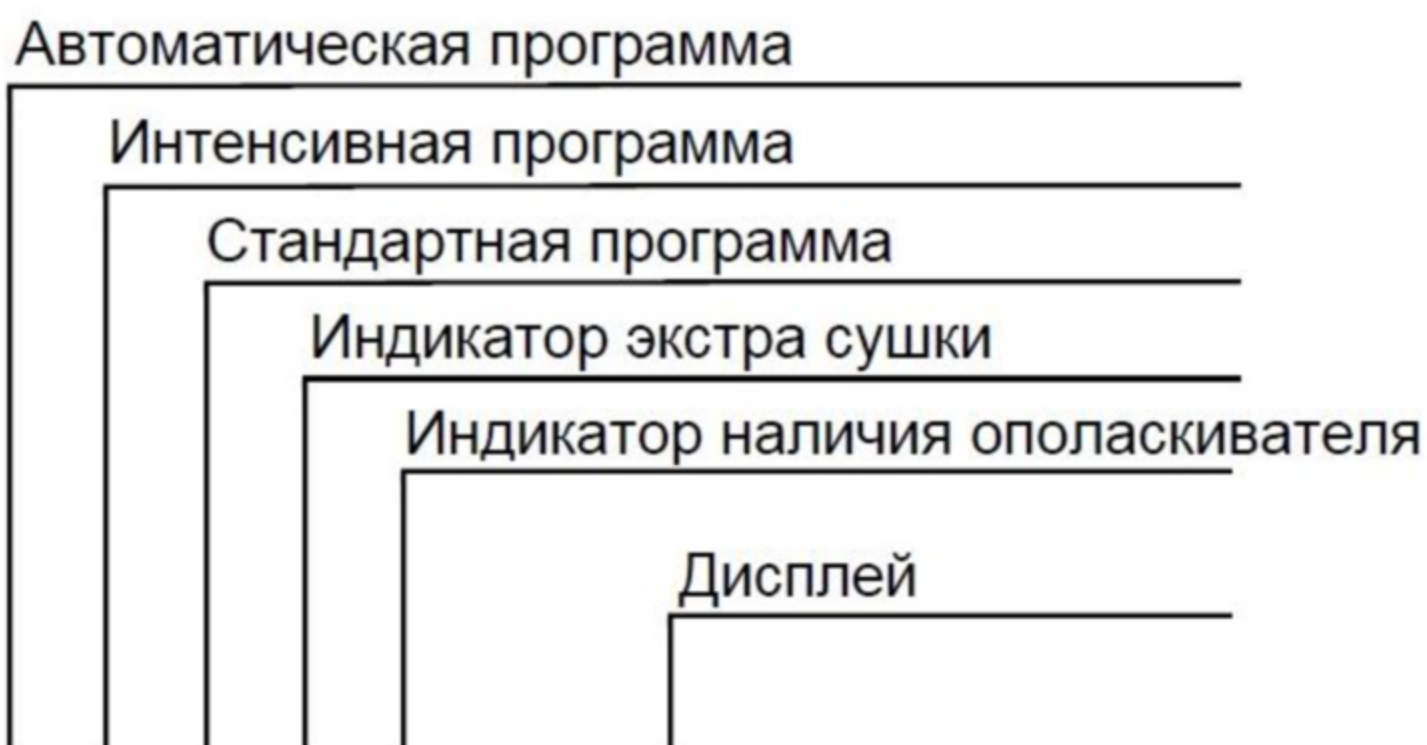 Автоматическая программа
Интенсивная программа
Стандартная программа
Индикатор экстра сушки
Индикатор наличия ополаскивателя
Дисплей